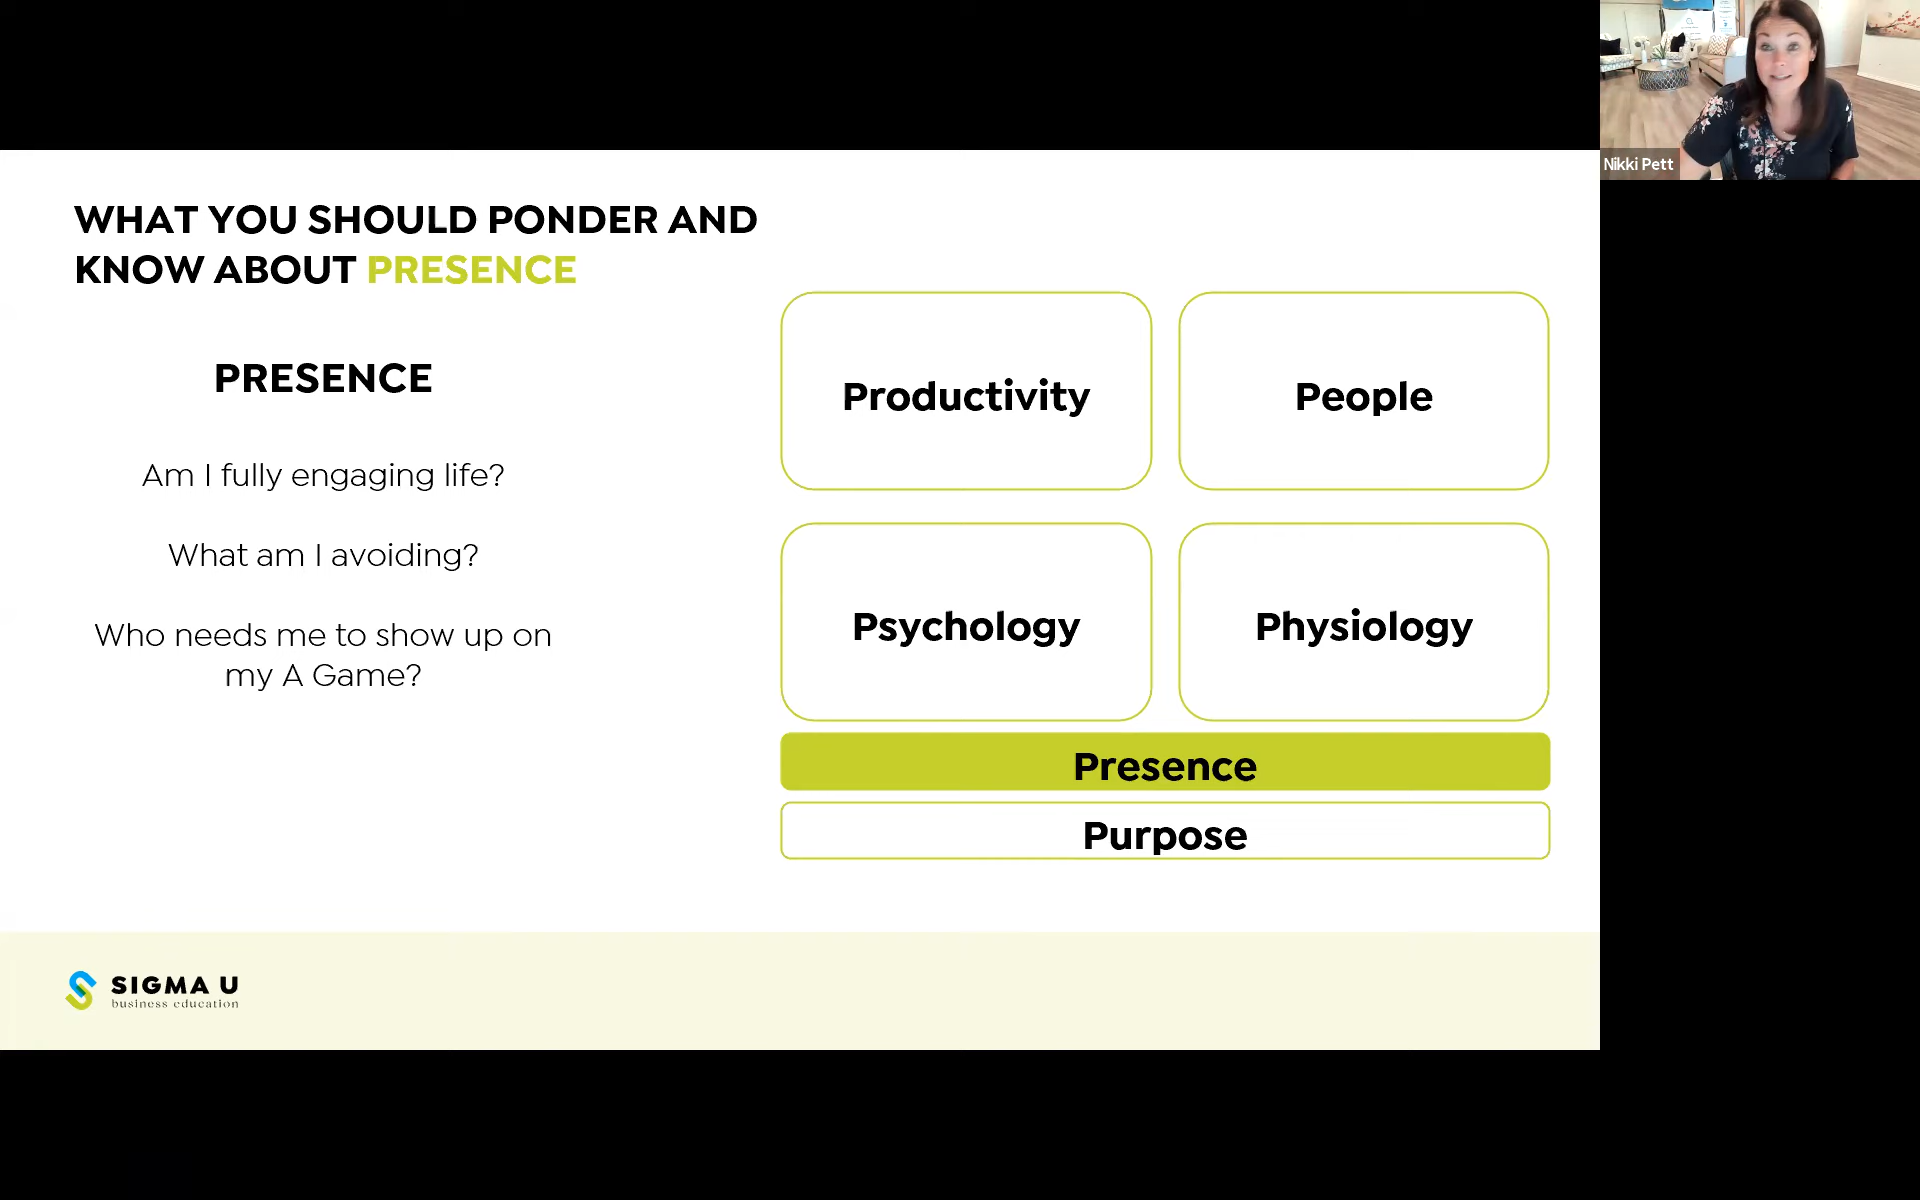 Nikki Pett
WHAT YOU SHOULD PONDER AND
KNOW ABOUT PRESENCE
PRESENCE
Am I fully engaging life?
What am I avoiding?
Who needs me to show up on
my A Game?
Productivity
People
Psychology
Physiology
Presence
Purpose
SIGMA U
business education